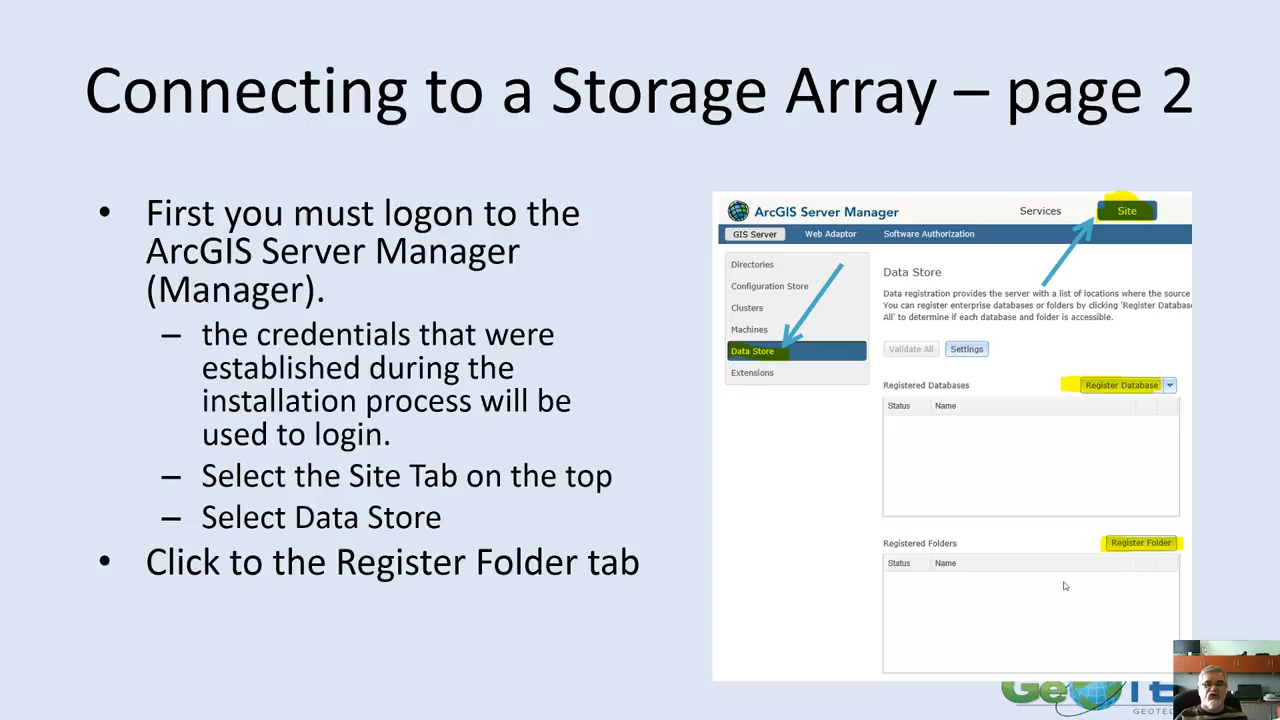 Connecting to a Storage Array – page 2
• First you must logon to the
ArcGIS Server Manager
(Manager).
– the credentials that were
established during the
installation process will be
used to login.
– Select the Site Tab on the top
– Select Data Store
• Click to the Register Folder tab
ArcGIS Server Manager
Services
Site
GIS Server
Web Adaptor
Software Authorization
Directories
Configuration Store
Clusters
Machines
Data Store
Extensions
Data Store
Data registration provides the server with a list of locations where the source
You can register enterprise databases or folders by clicking 'Register Database
All' to determine if each database and folder is accessible.
Validate All
Settings
Registered Databases
Register Database
Status
Name
Registered Folders
Register Folder
Status
Name